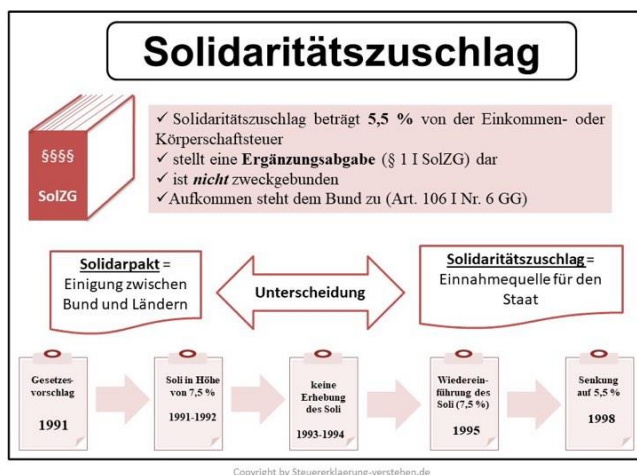 Solidaritätszuschlag
§§§§
SolZG
✓ Solidaritätszuschlag beträgt 5,5 % von der Einkommen- oder
Körperschaftsteuer
✓ stellt eine Ergänzungsabgabe (§ 1 I SolZG) dar
✓ ist nicht zweckgebunden
✓ Aufkommen steht dem Bund zu (Art. 106 I Nr. 6 GG)
Solidarpakt =
Einigung zwischen
Bund und Ländern
Unterscheidung
Solidaritätszuschlag =
Einnahmequelle für den
Staat
Gesetzes-
vorschlag
1991
Soli in Höhe
von 7,5 %
1991-1992
keine
Erhebung
des Soli
1993-1994
Wiederein-
führung des
Soli (7,5 %)
1995
Senkung
auf 5,5 %
1998
Copyright by Steuererklaerung-verstehen.de